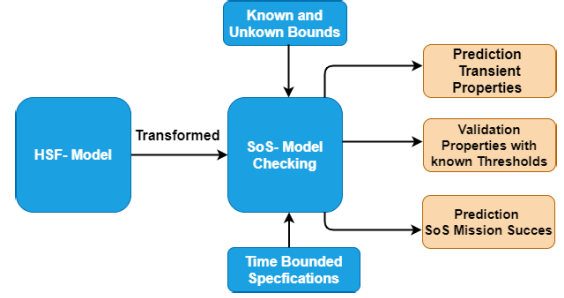 Known and
Unkown Bounds
Prediction
Transient
Properties
Transformed
HSF- Model
SoS- Model
Checking
Validation
Properties with
known Thresholds
Prediction
SoS Mission Succes
Time Bounded
Specfications